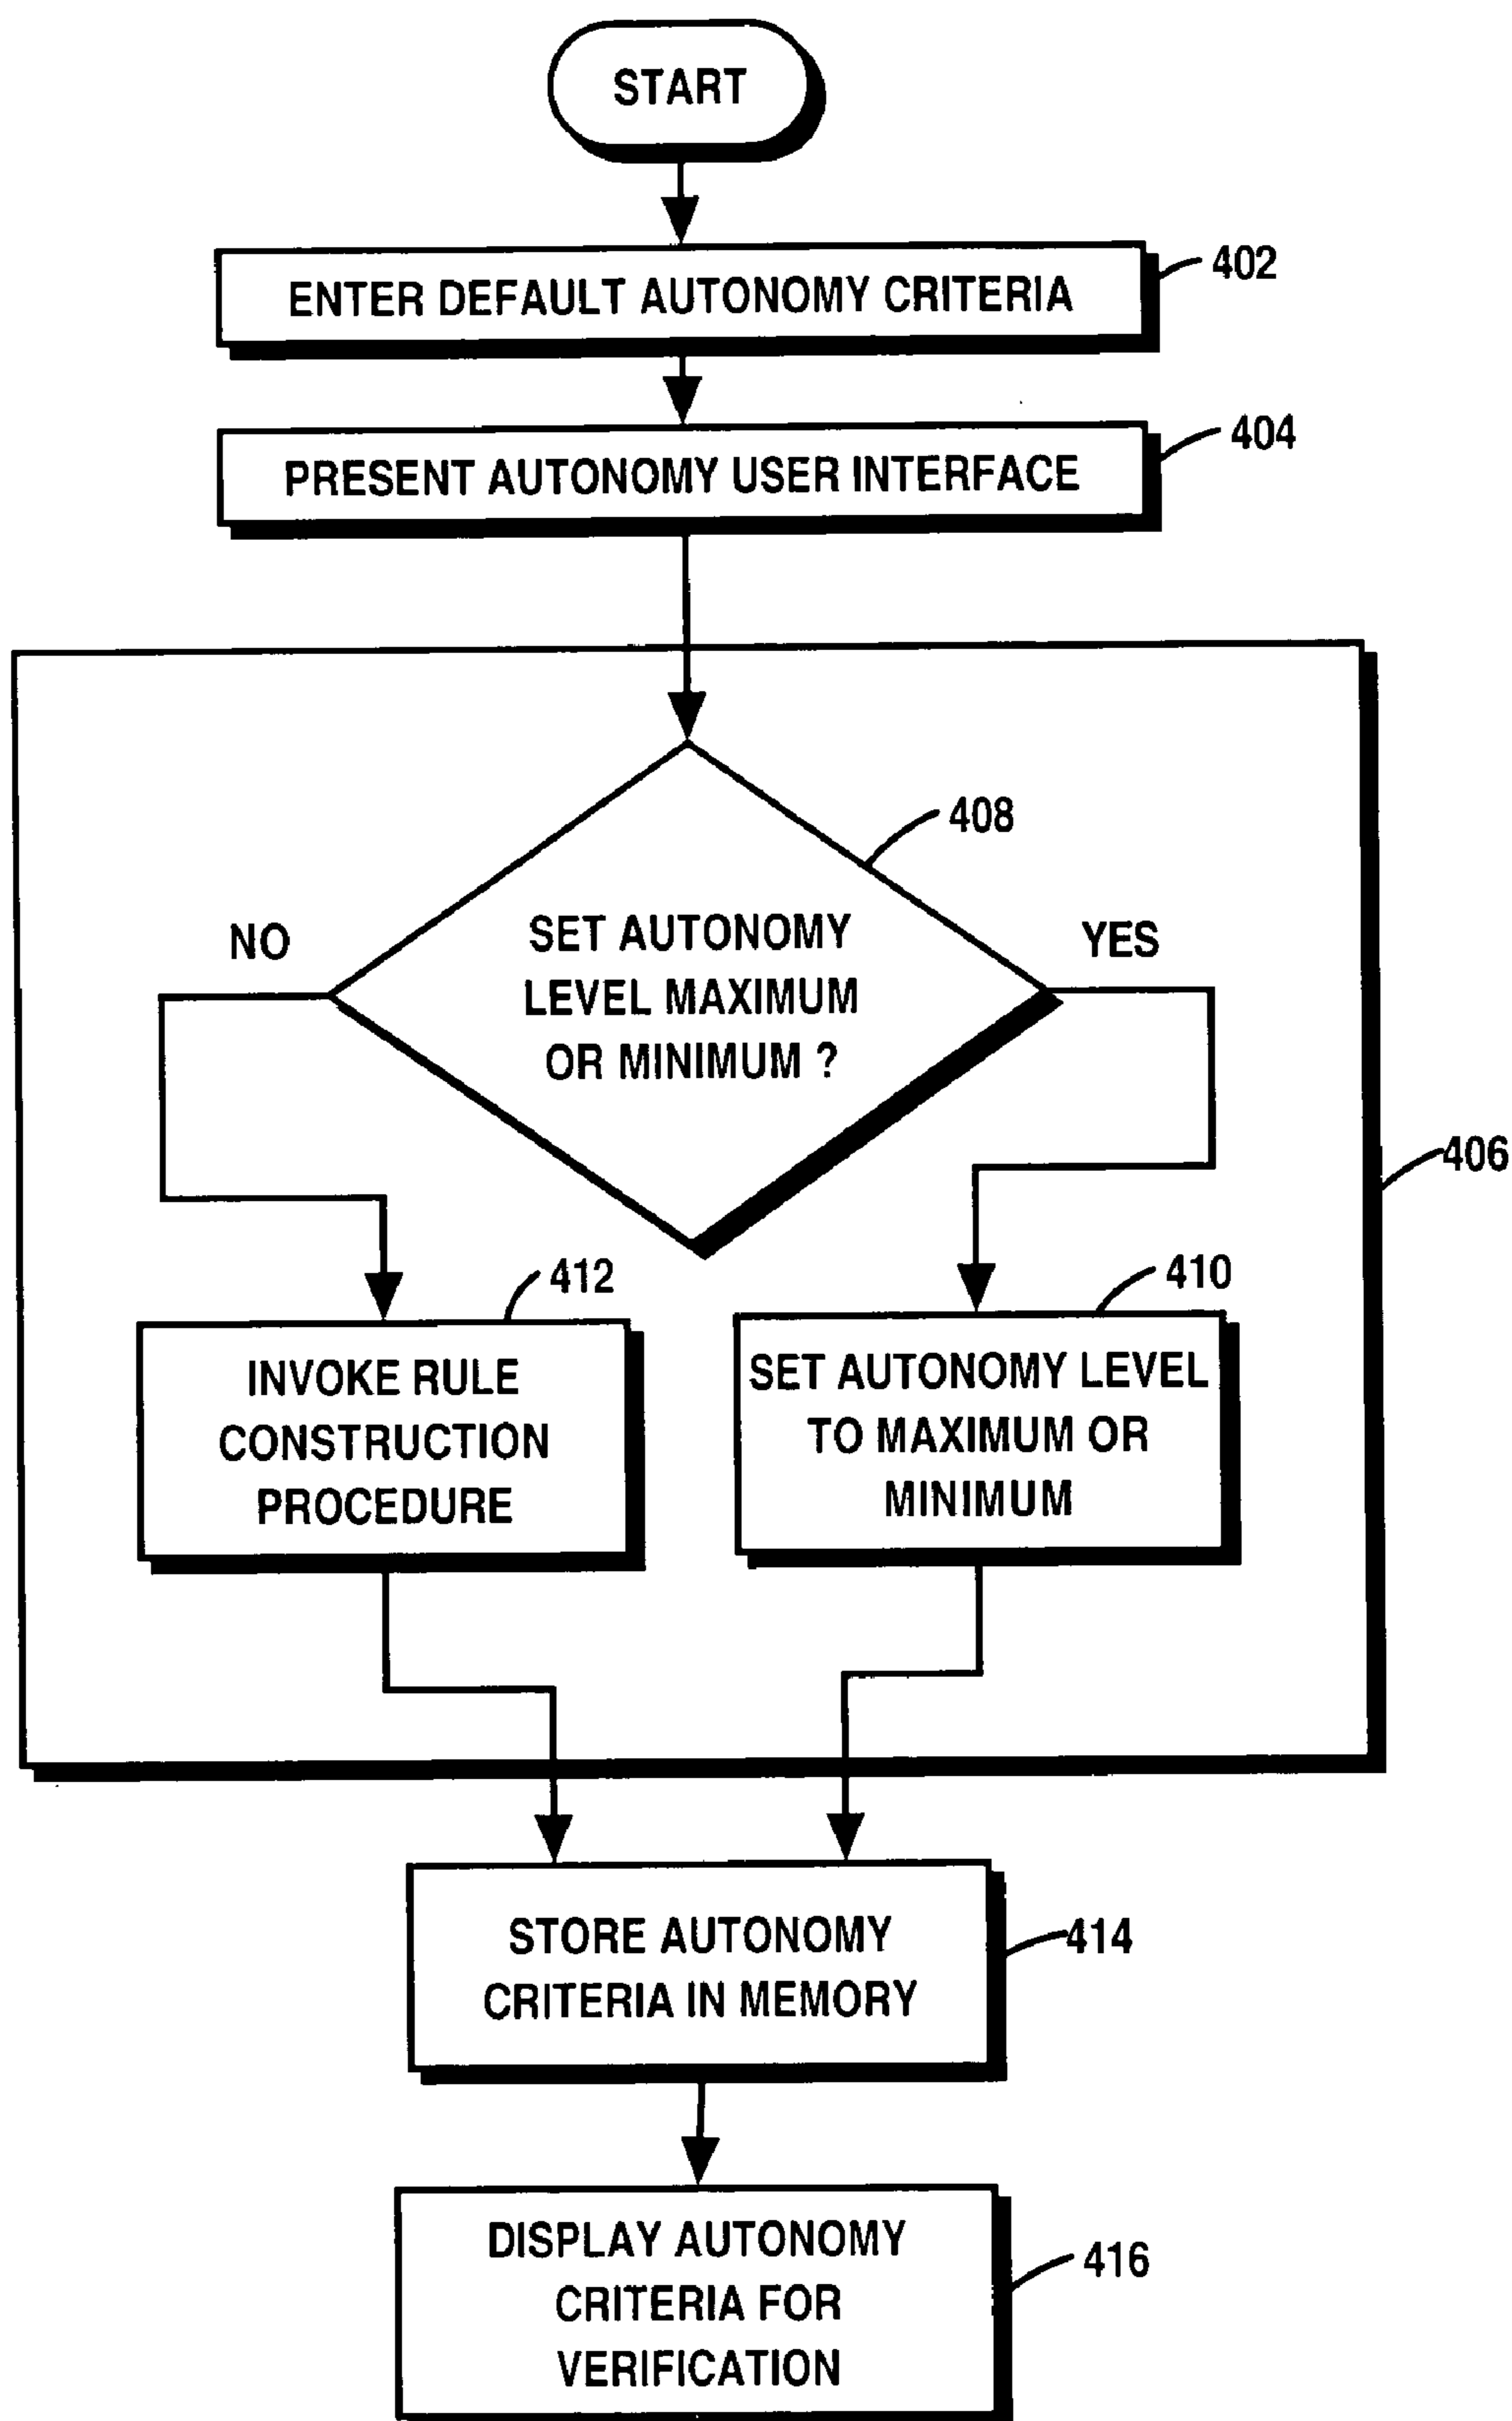 START
402
ENTER DEFAULT AUTONOMY CRITERIA
404
PRESENT AUTONOMY USER INTERFACE
408
NO
YES
SET AUTONOMY
LEVEL MAXIMUM
OR MINIMUM ?
406
412
410
INVOKE RULE
CONSTRUCTION
PROCEDURE
SET AUTONOMY LEVEL
TO MAXIMUM OR
MINIMUM
STORE AUTONOMY
CRITERIA IN MEMORY
414
DISPLAY AUTONOMY
CRITERIA FOR
VERIFICATION
416